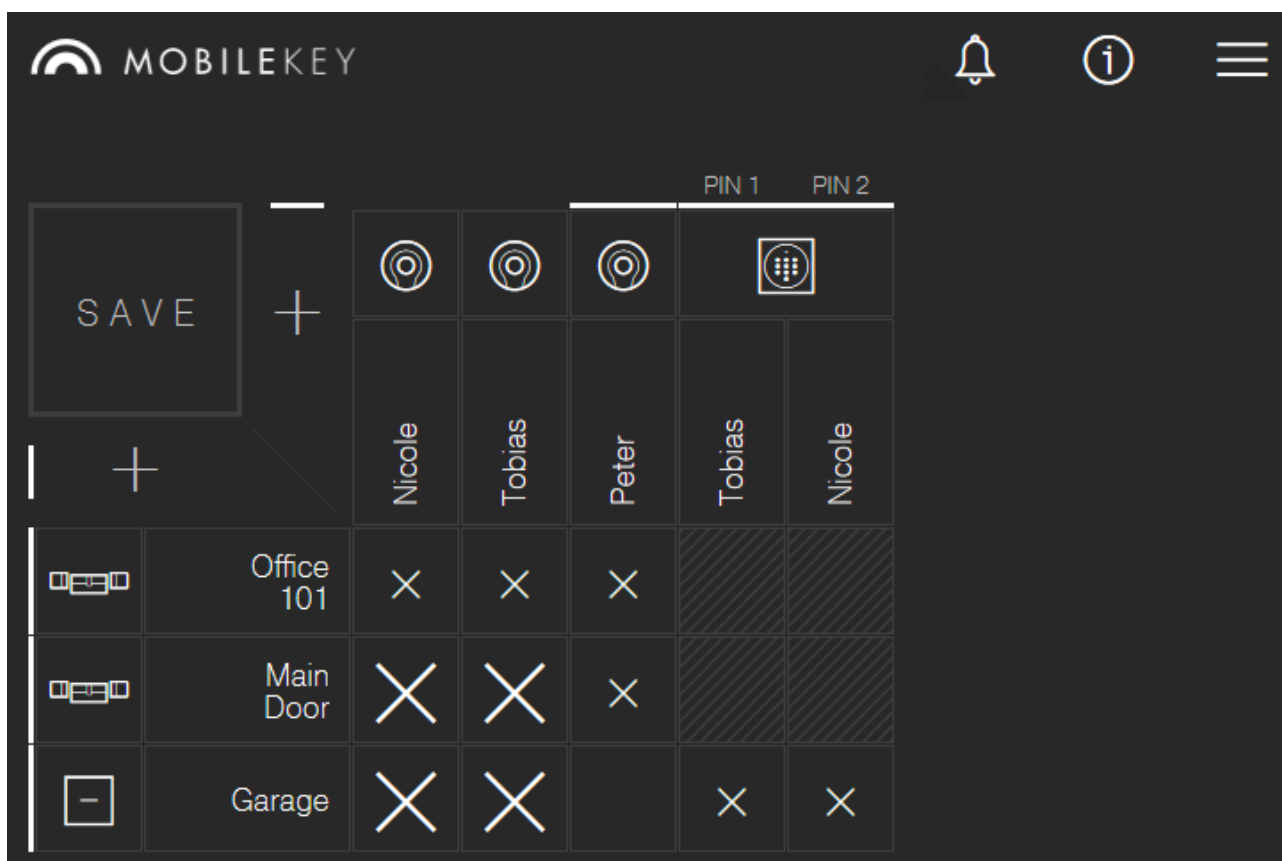 MOBILEKEY
PIN 1 PIN 2
SAVE
Nicole
Tobias
Peter
Tobias
Nicole
Office
101
Main
Door
Garage